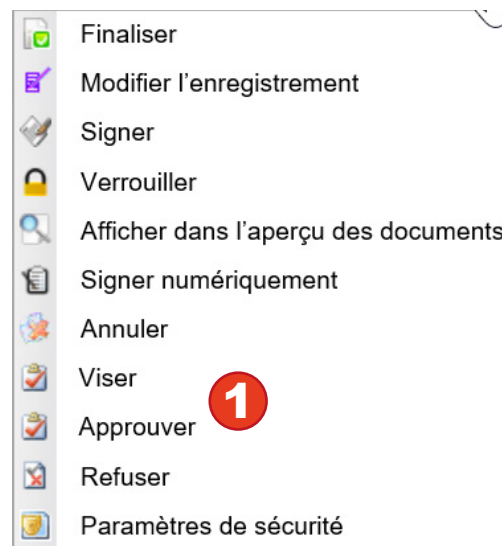 Finaliser
Modifier l’enregistrement
Signer
Verrouiller
Afficher dans l’aperçu des documents
Signer numériquement
Annuler
Viser
1
Approuver
Refuser
Paramètres de sécurité